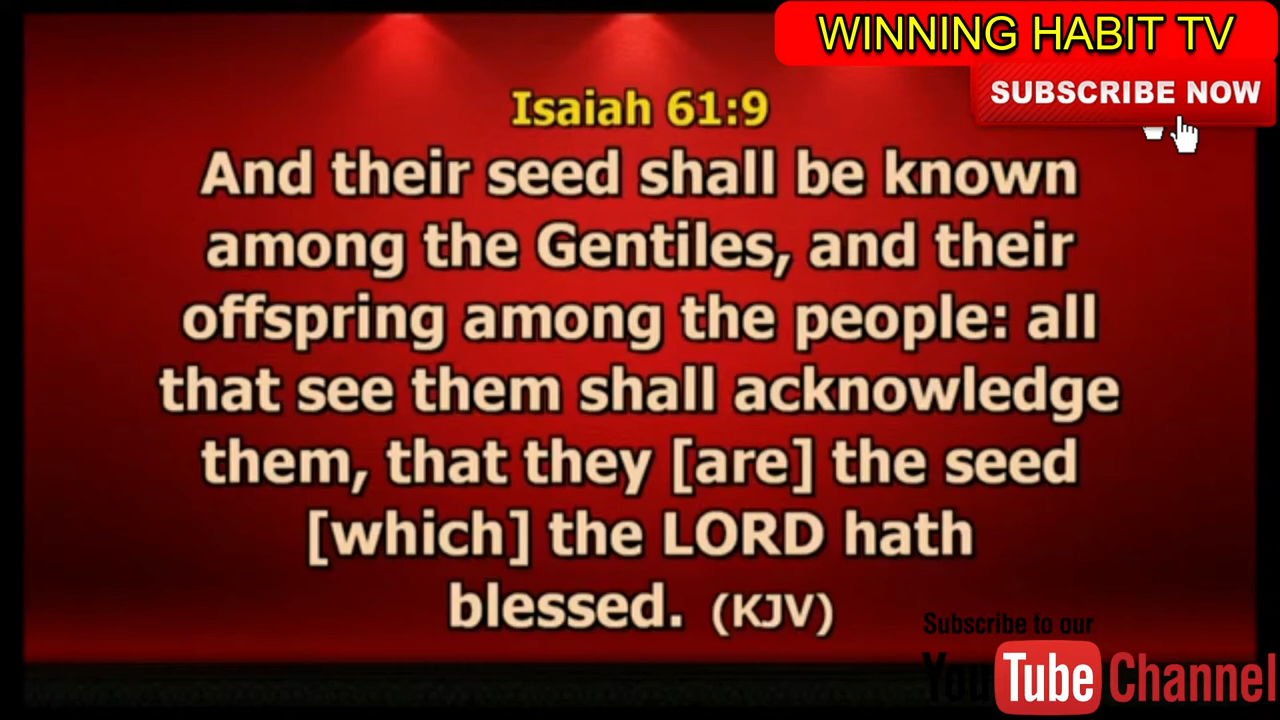 WINNING HABIT TV
SUBSCRIBE NOW
Isaiah 61:9
And their seed shall be known
among the Gentiles, and their
offspring among the people: all
that see them shall acknowledge
them, that they [are] the seed
[which] the LORD hath
blessed. (KJV)
Subscribe to our
YouTube Channel